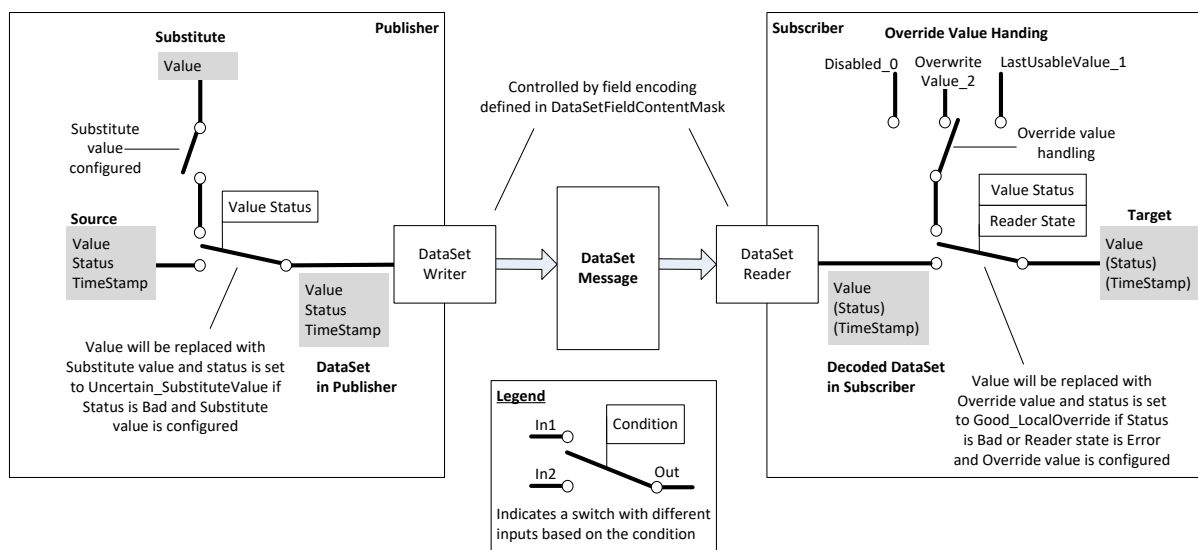 Publisher
Substitute
Value
Substitute
value
configured
Value Status
Source
Value
Status
TimeStamp
Value
Status
TimeStamp
DataSet
in Publisher
Value will be replaced with
Substitute value and status is set
to Uncertain_SubstituteValue if
Status is Bad and Substitute
value is configured
DataSet
Writer
Controlled by field encoding
defined in DataSetFieldContentMask
DataSet
Message
DataSet
Reader
Subscriber
Override Value Handing
Disabled_0
Overwrite
Value_2
LastUsableValue_1
Override value
handling
Value Status
Reader State
Target
Value
(Status)
(TimeStamp)
Value
(Status)
(TimeStamp)
Decoded DataSet
in Subscriber
Value will be replaced with
Override value and status is set
to Good_LocalOverride if Status
is Bad or Reader state is Error
and Override value is configured
Legend
In1
Condition
In2
Out
Indicates a switch with different
inputs based on the condition